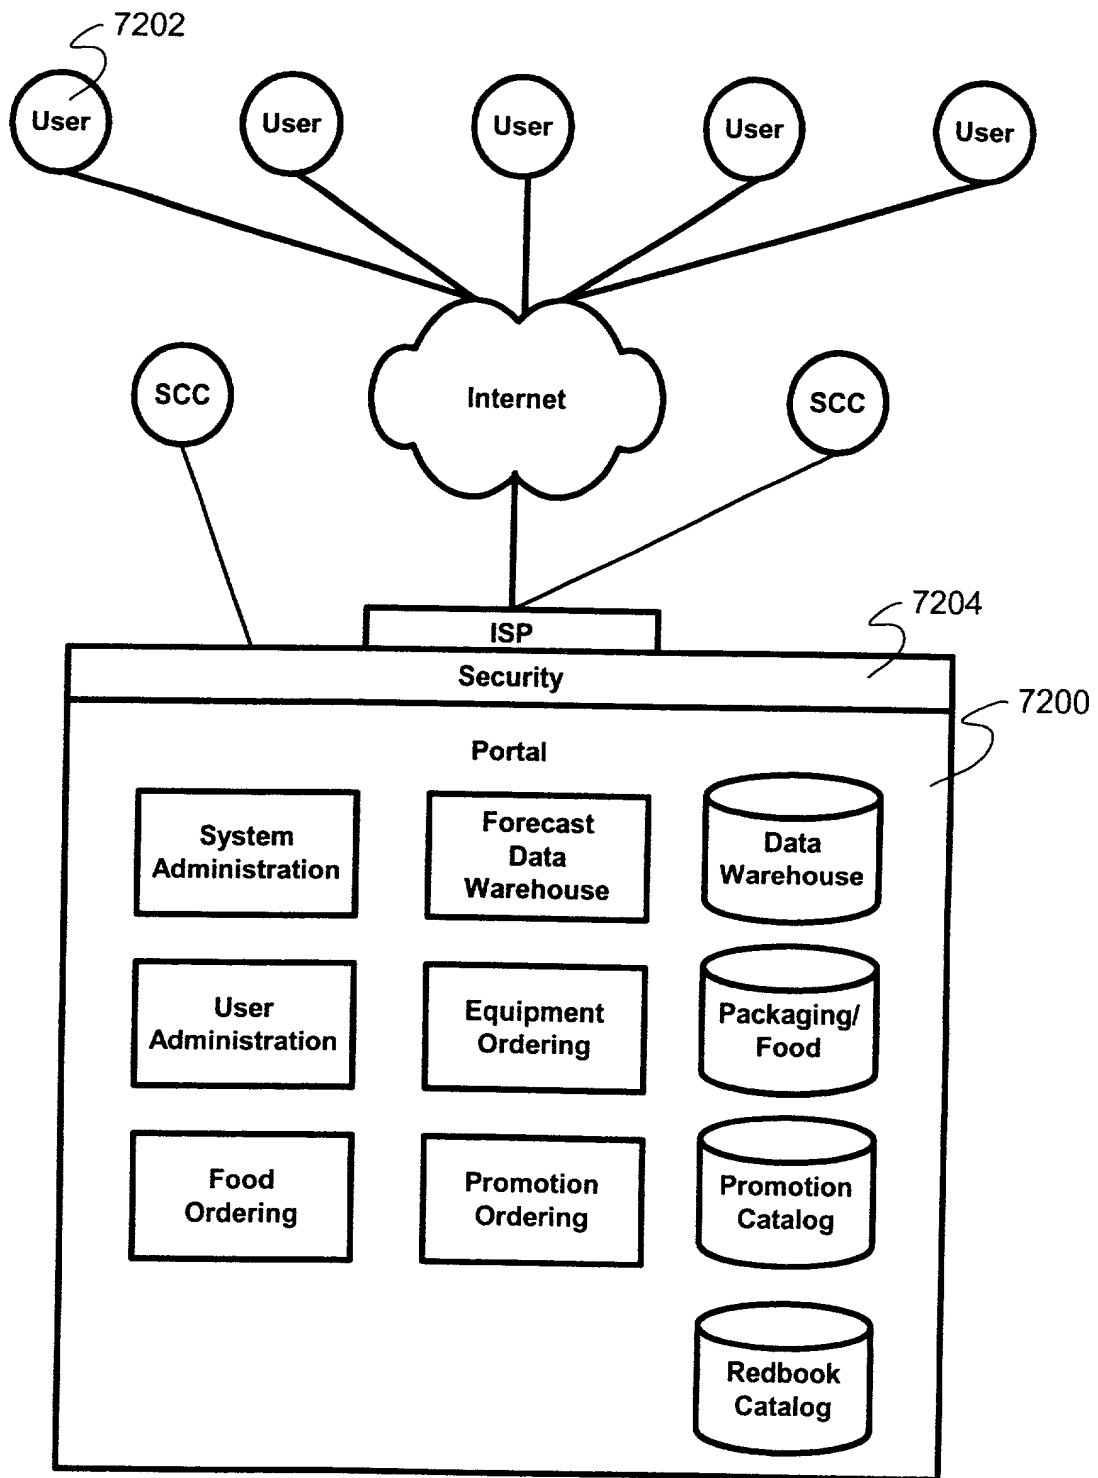 7202
User
User
User
User
User
SCC
Internet
SCC
ISP
7204
Security
7200
Portal
System
Administration
Forecast
Data
Warehouse
Data
Warehouse
User
Administration
Equipment
Ordering
Packaging/
Food
Food
Ordering
Promotion
Ordering
Promotion
Catalog
Redbook
Catalog